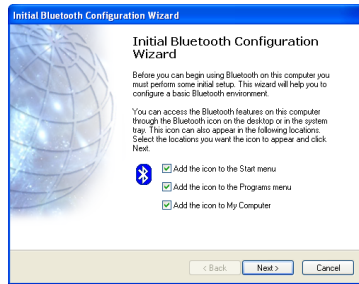 Initial Bluetooth Configuration Wizard
Initial Bluetooth Configuration
Wizard
Before you can begin using Bluetooth on this computer you
must perform some initial setup. This wizard will help you to
configure a basic Bluetooth environment.
You can access the Bluetooth features on this computer
through the Bluetooth icon on the desktop or in the system
tray. This icon can also appear in the following locations.
Select the locations you want the icon to appear and click
Next.
Add the icon to the Start menu
Add the icon to the Programs menu
Add the icon to My Computer
< Back
Next >
Cancel